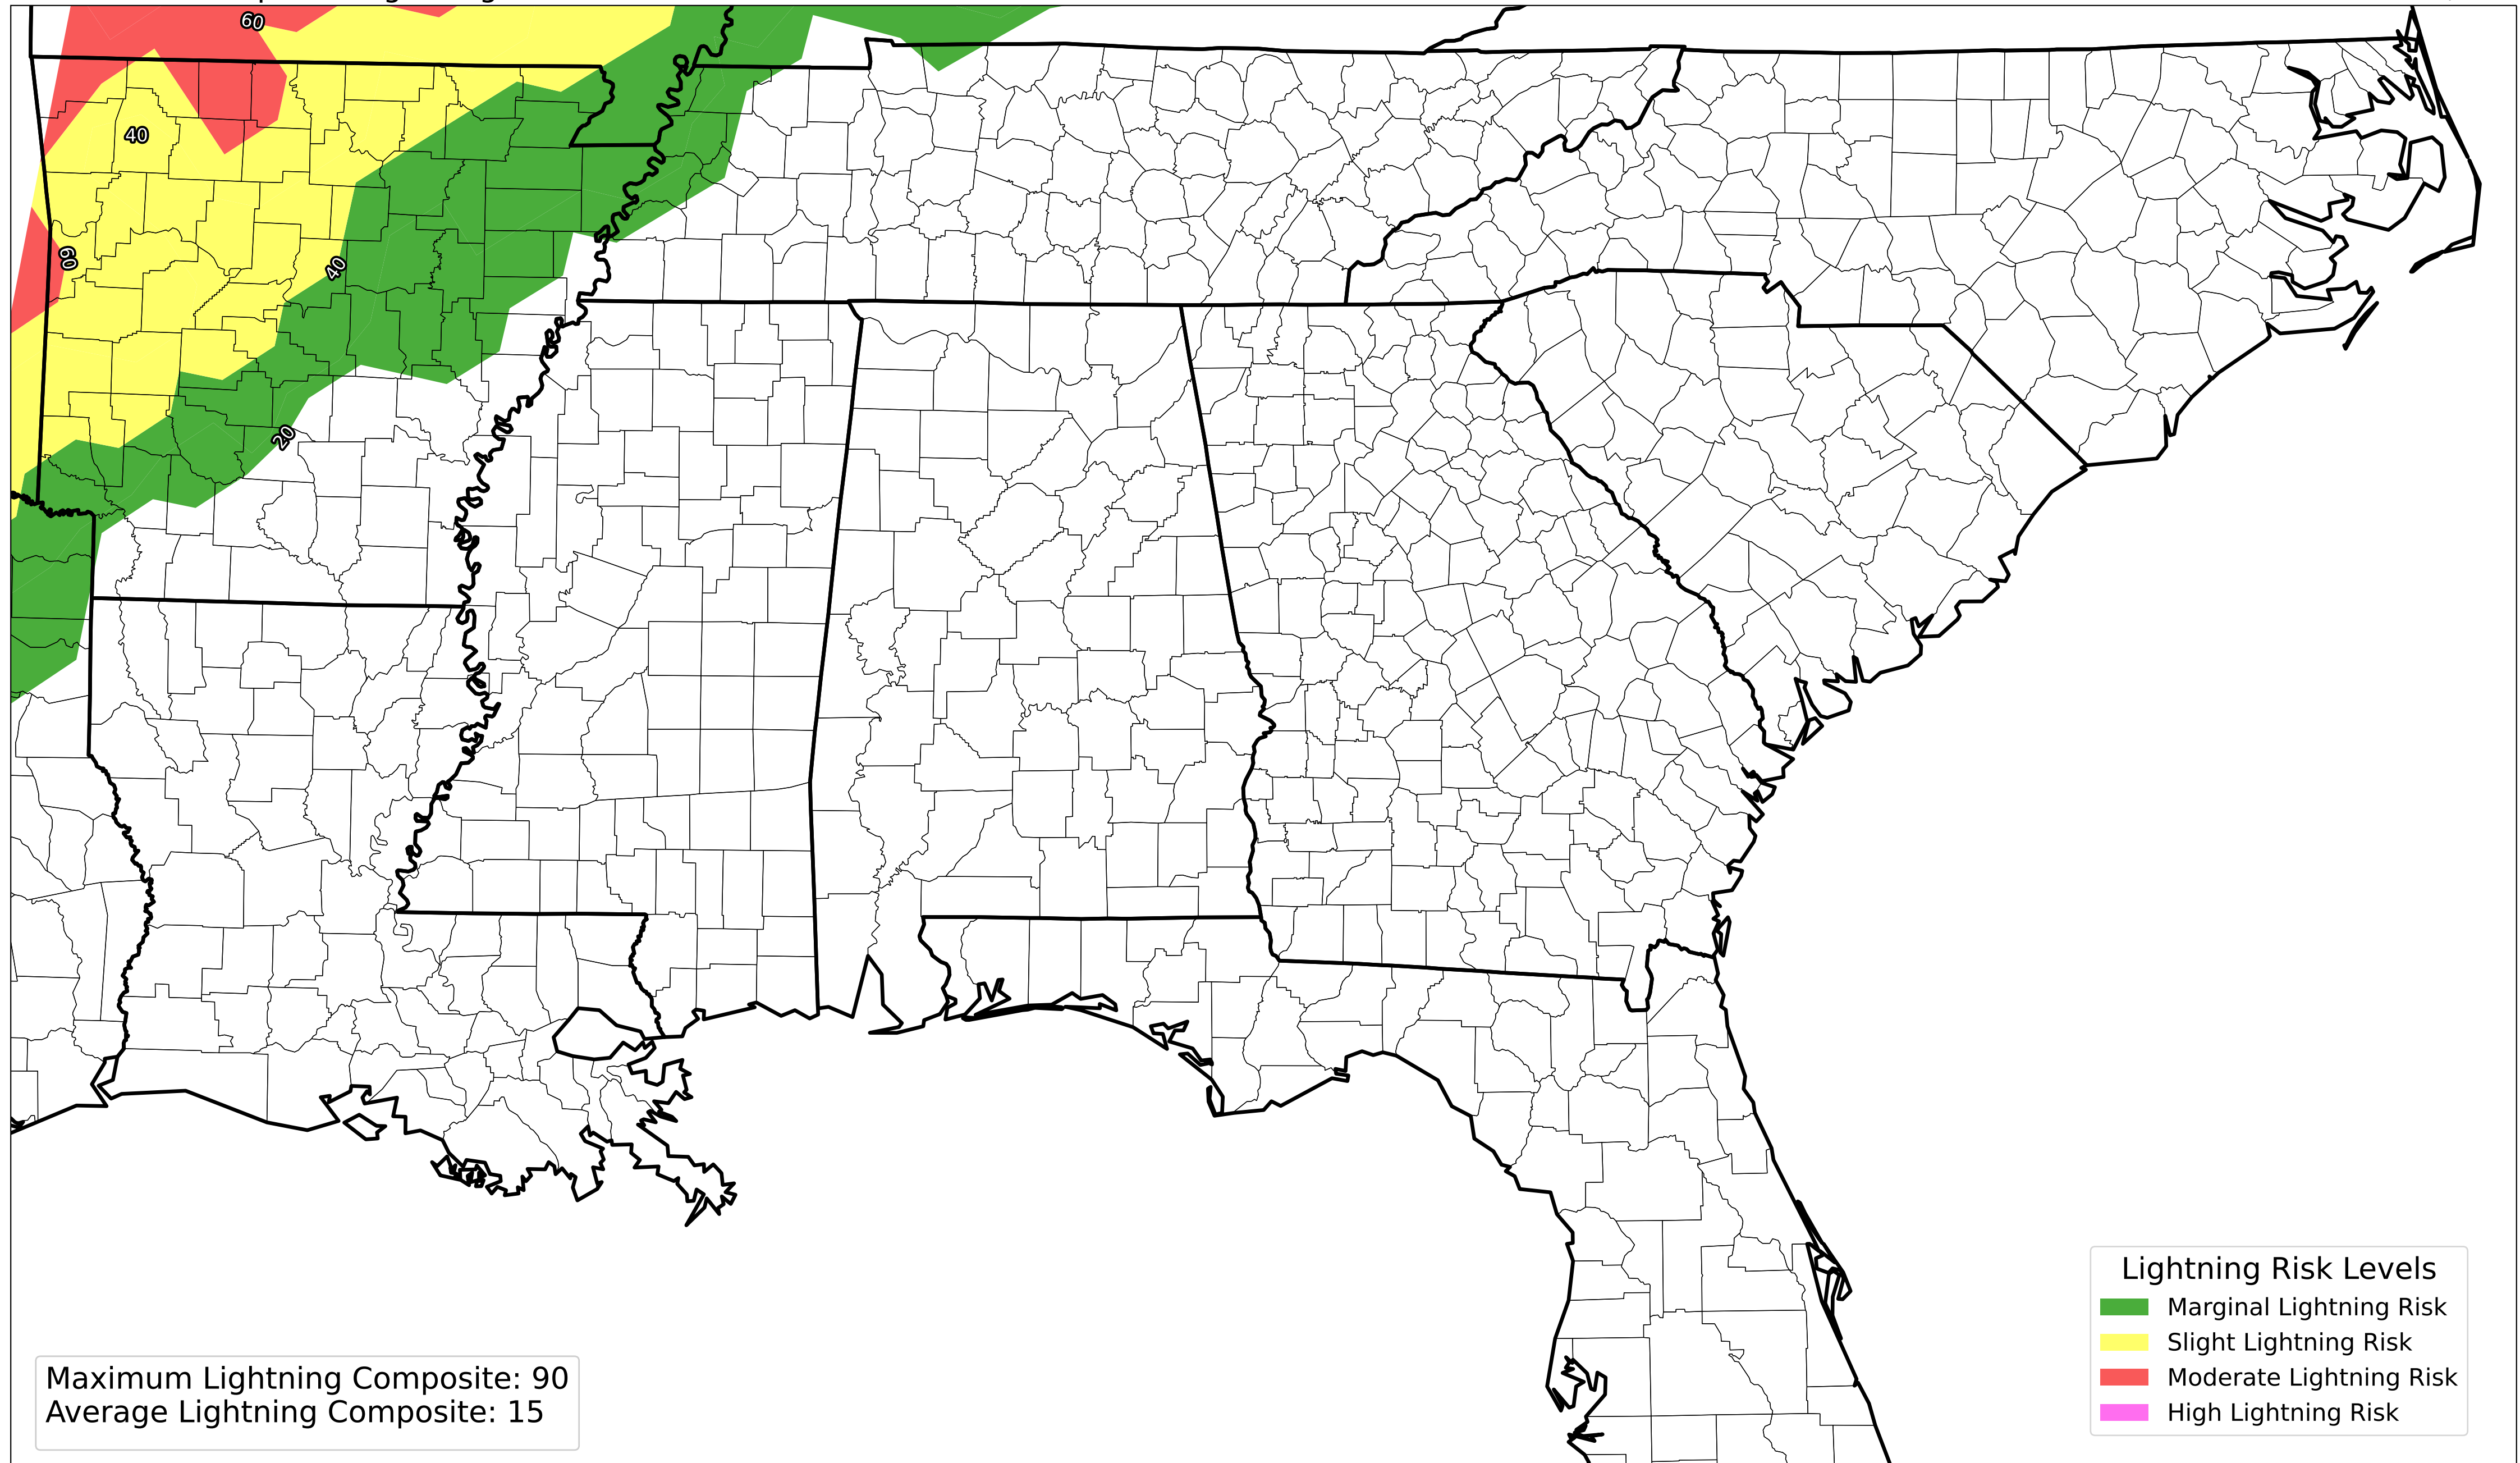 60
40
60
40
20
Lightning Risk Levels
Marginal Lightning Risk
Slight Lightning Risk
Moderate Lightning Risk
High Lightning Risk
Maximum Lightning Composite: 90
Average Lightning Composite: 15